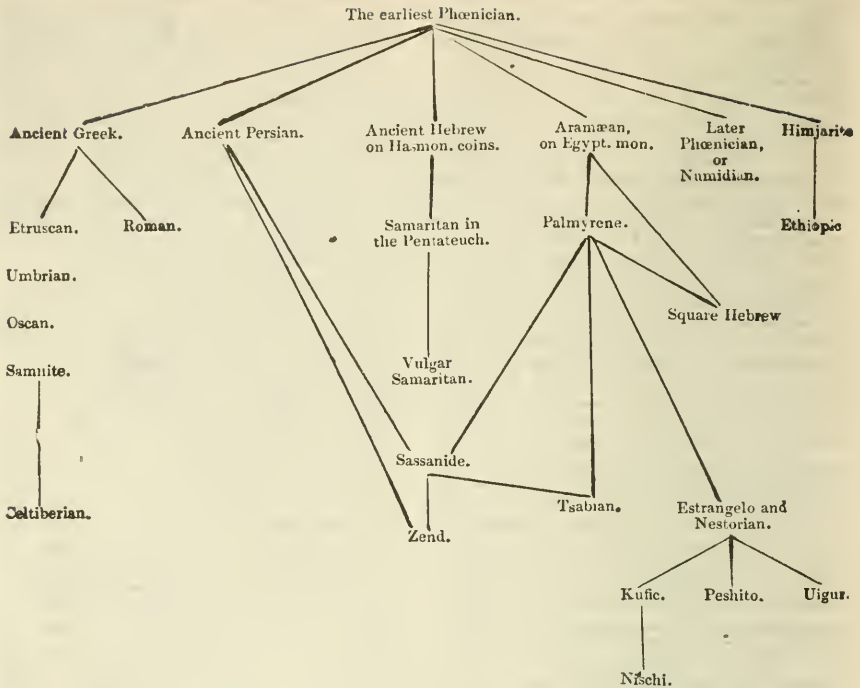 The earliest Phœnician.
Ancient Greek.
Ancient Persian.
Ancient Hebrew
on Hasmon. coins.
Aramæan,
on Egypt. mon.
Later
Phœnician,
or
Numidian.
Himjarite
Etruscan.
Roman.
Samaritan in
the Pentateuch.
Palmyrene.
Ethiopic
Umbrian.
Oscan.
Square Hebrew
Samnite.
Vulgar
Samaritan.
Sassanide.
Celtiberian.
Zend.
Tsabian.
Estrangelo and
Nestorian.
Kufic.
Peshito.
Uigur.
Nischi.